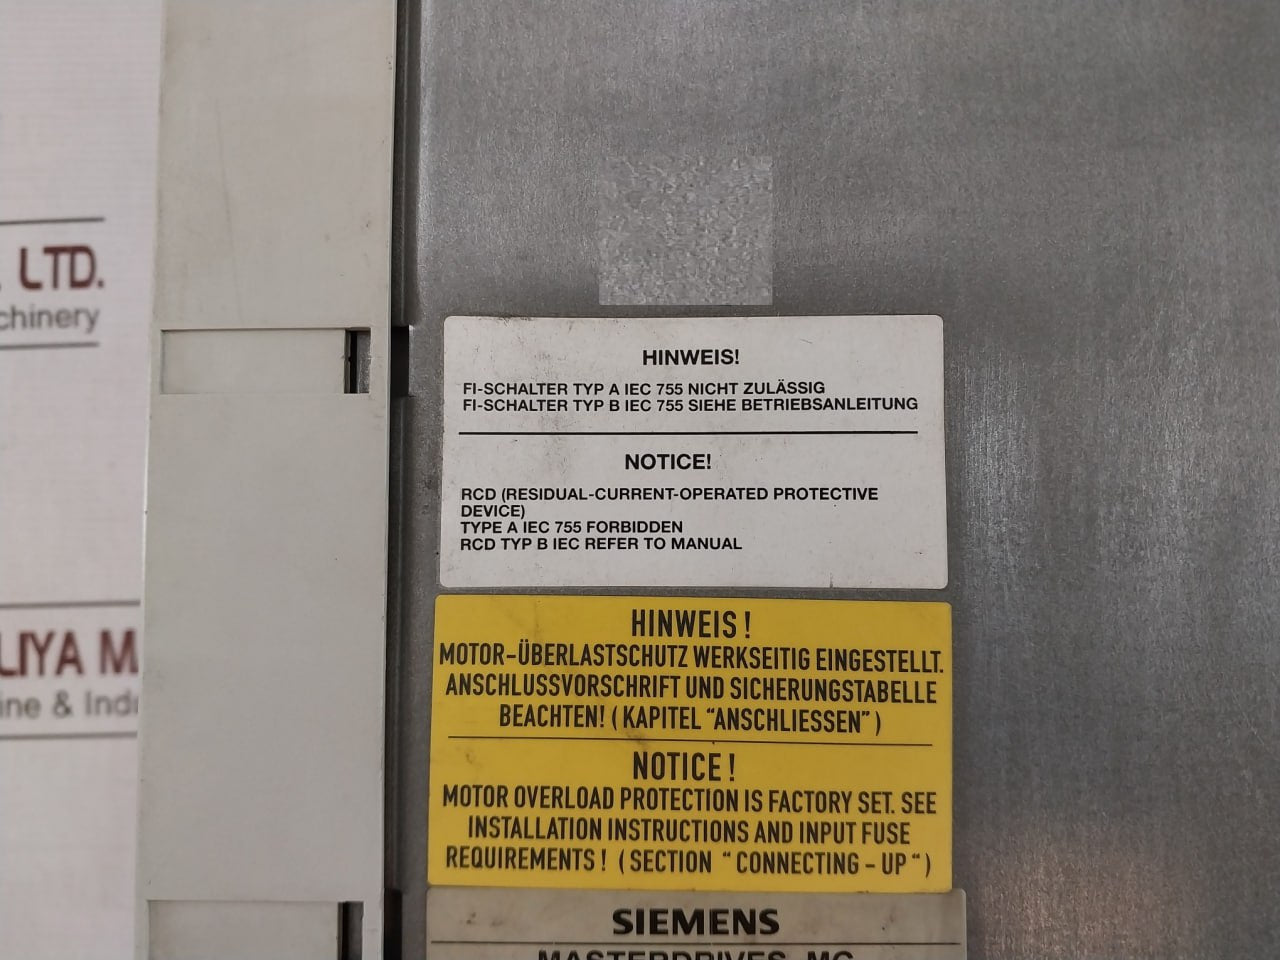 LTD.
chinery
LIYA M
ine & Indu
HINWEIS!
FI-SCHALTER TYP A IEC 755 NICHT ZULÄSSIG
FI-SCHALTER TYP B IEC 755 SIEHE BETRIEBSANLEITUNG
NOTICE!
RCD (RESIDUAL-CURRENT-OPERATED PROTECTIVE
DEVICE)
TYPE A IEC 755 FORBIDDEN
RCD TYP B IEC REFER TO MANUAL
HINWEIS !
MOTOR-ÜBERLASTSCHUTZ WERKSEITIG EINGESTELLT.
ANSCHLUSSVORSCHRIFT UND SICHERUNGSTABELLE
BEACHTEN! ( KAPITEL "ANSCHLIESSEN" )
NOTICE !
MOTOR OVERLOAD PROTECTION IS FACTORY SET. SEE
INSTALLATION INSTRUCTIONS AND INPUT FUSE
REQUIREMENTS ! ( SECTION " CONNECTING - UP " )
SIEMENS
MASTERDRIVES MC